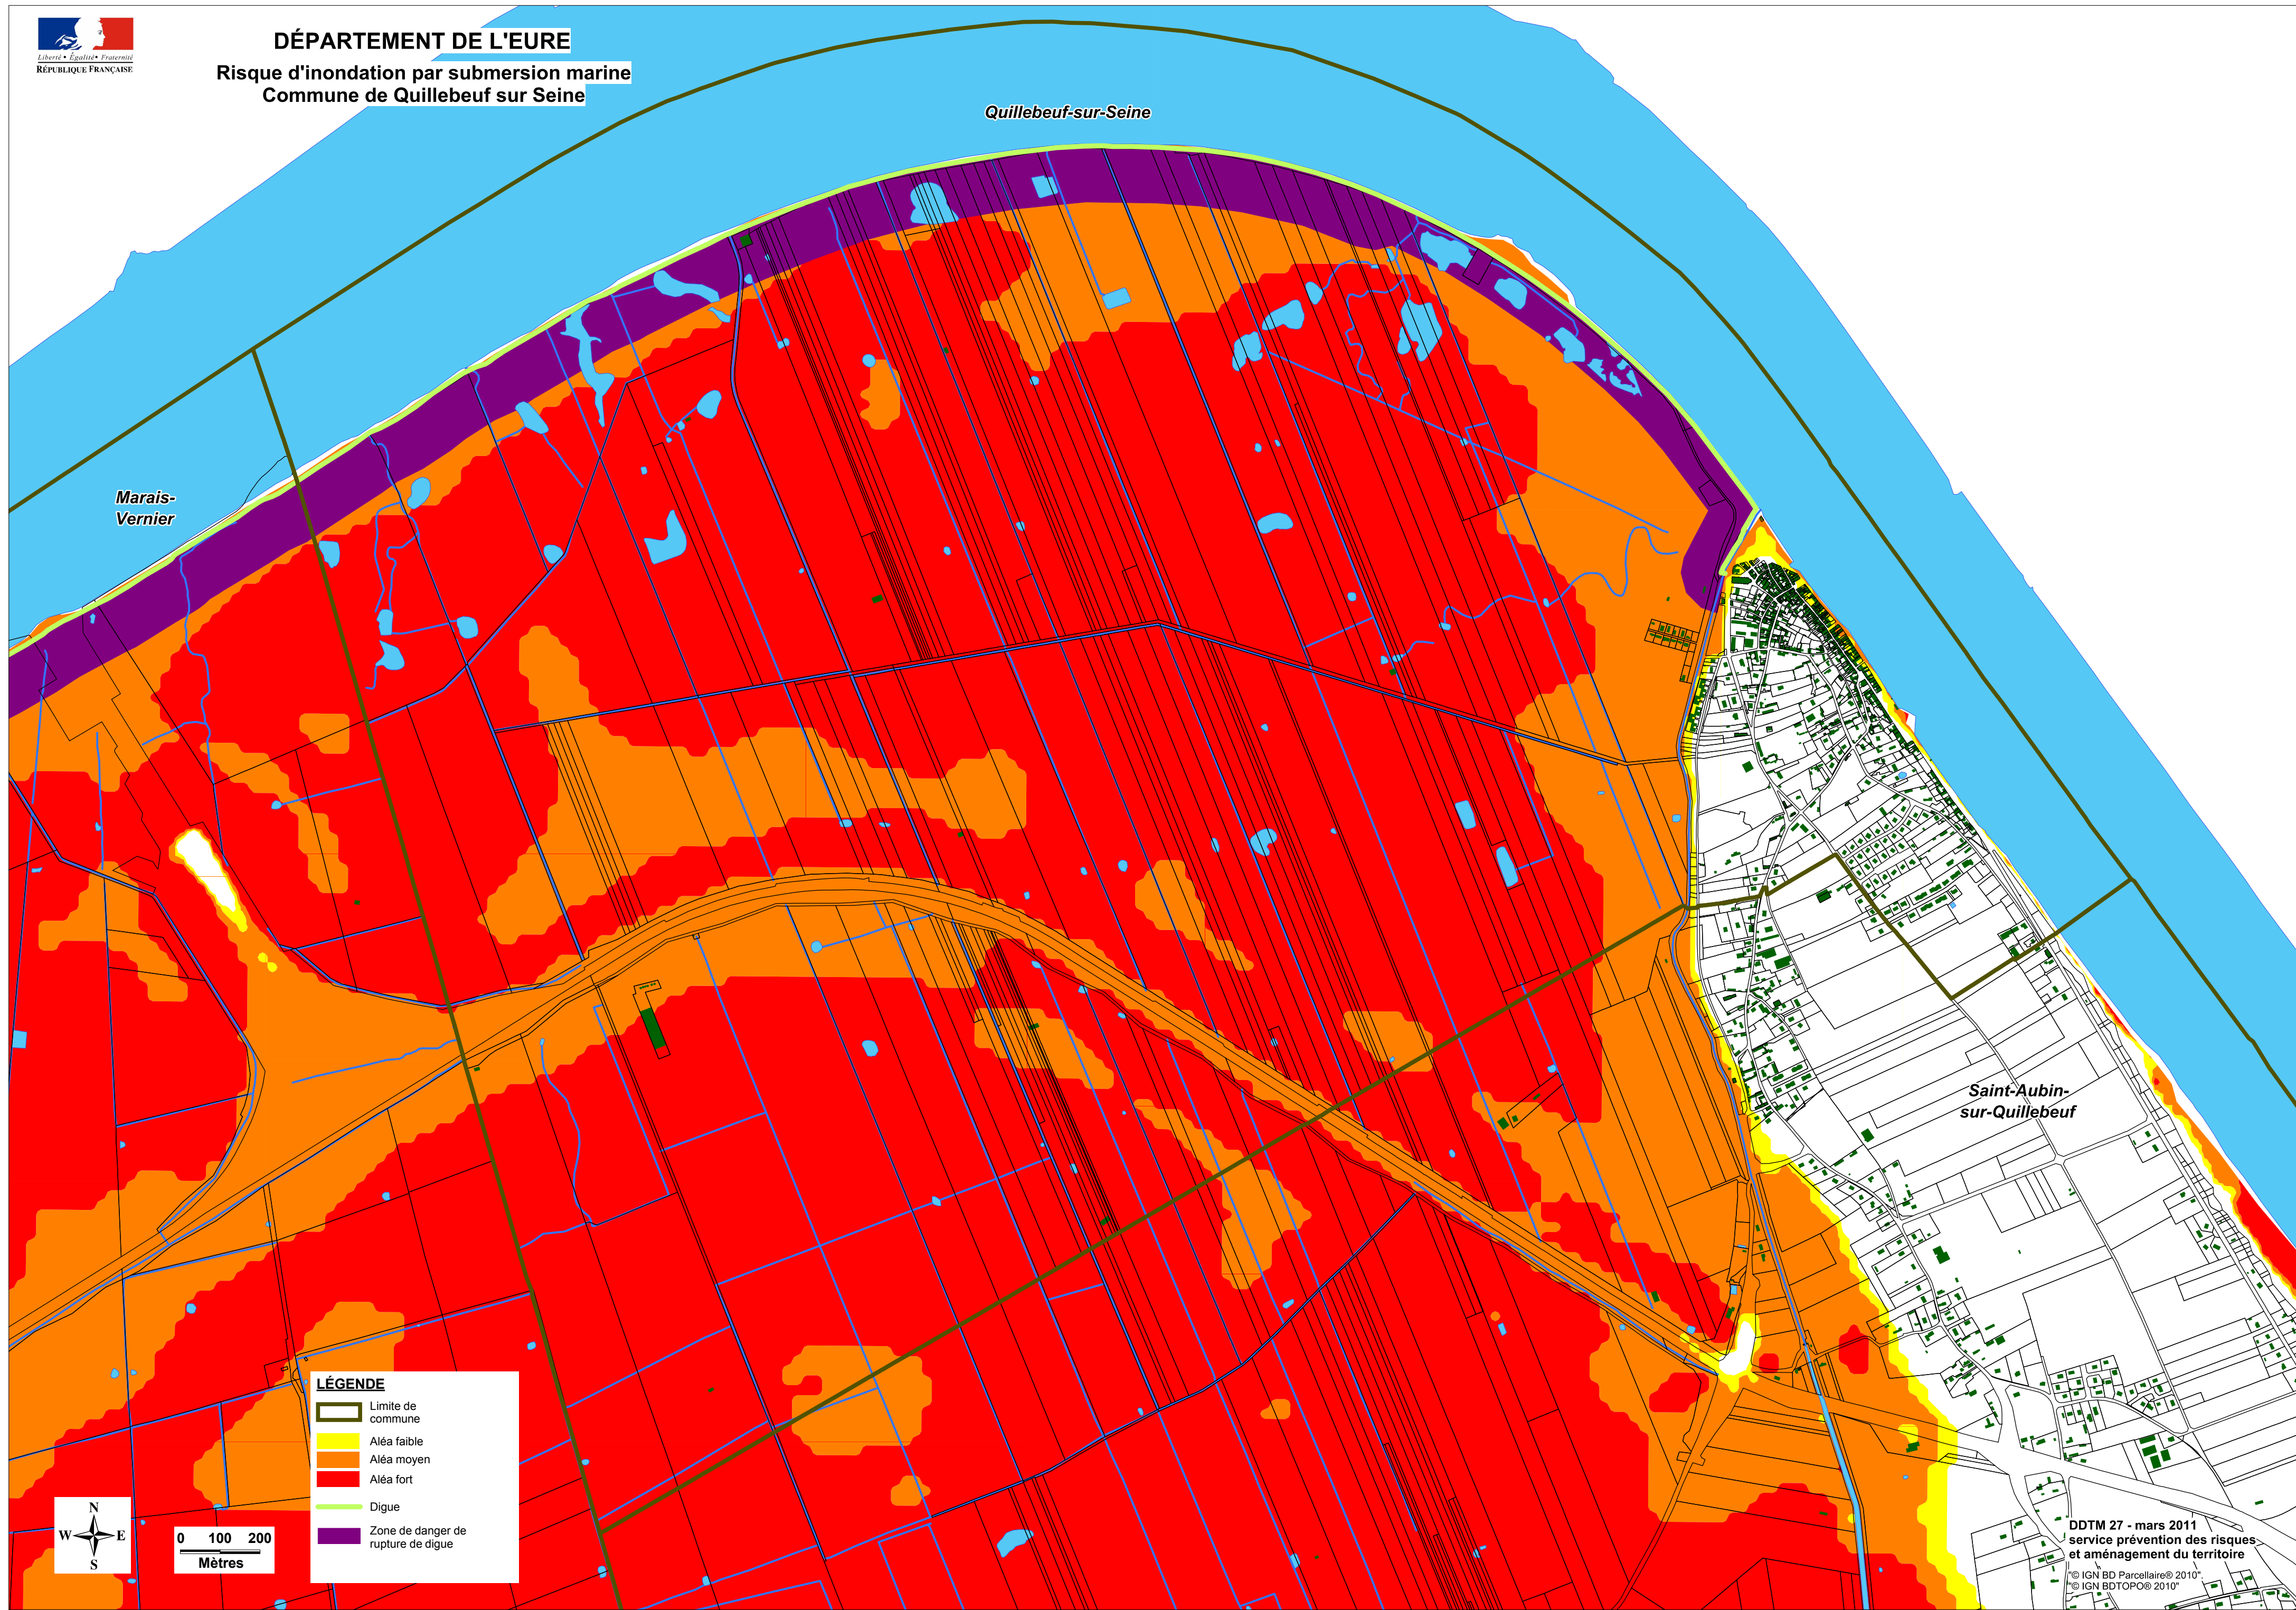 Liberté • Égalité • Fraternité
RÉPUBLIQUE FRANÇAISE
DÉPARTEMENT DE L'EURE
Risque d'inondation par submersion marine
Commune de Quillebeuf sur Seine
Quillebeuf-sur-Seine
Marais-
Vernier
Saint-Aubin-
sur-Quillebeuf
LÉGENDE
Limite de
commune
Aléa faible
Aléa moyen
Aléa fort
Digue
Zone de danger de
rupture de digue
N
W E
S
0 100 200
Mètres
DDTM 27 - mars 2011
service prévention des risques
et aménagement du territoire
"© IGN BD Parcellaire® 2010".
"© IGN BDTOPO® 2010"